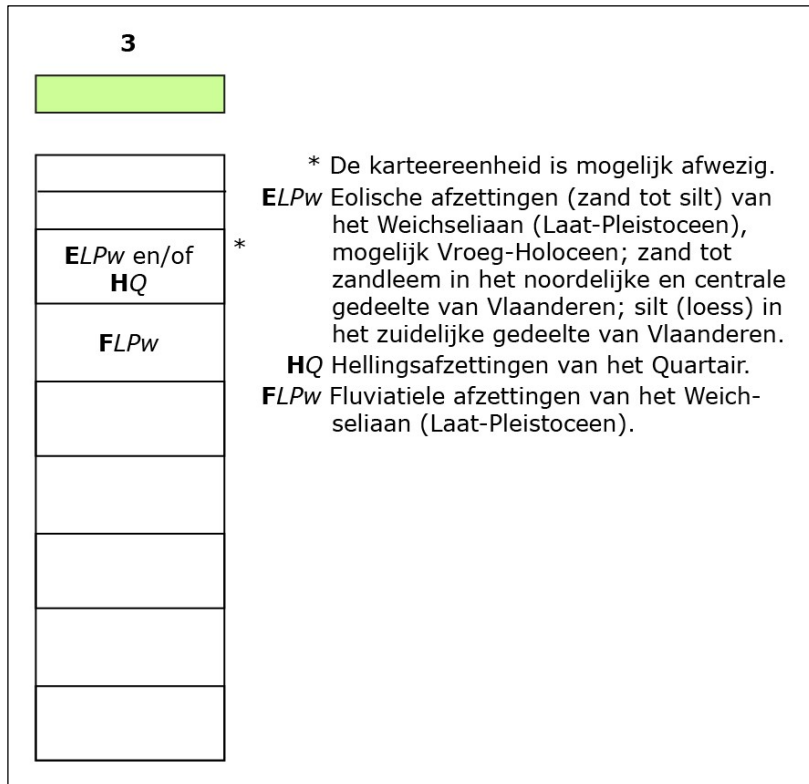 3
ELPw en/of
HQ
*
FLPw
* De karteereenheid is mogelijk afwezig.
ELPw Eolische afzettingen (zand tot silt) van
het Weichseliaan (Laat-Pleistoceen),
mogelijk Vroeg-Holoceen; zand tot
zandleem in het noordelijke en centrale
gedeelte van Vlaanderen; silt (loess) in
het zuidelijke gedeelte van Vlaanderen.
HQ Hellingsafzettingen van het Quartair.
FLPw Fluviatiele afzettingen van het Weich-
seliaan (Laat-Pleistoceen).